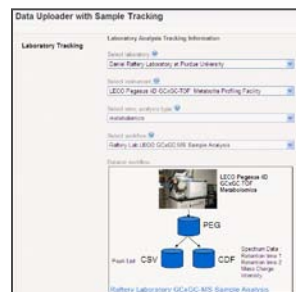 Data Uploader with Sample Tracking
Laboratory Tracking
Laboratory Analysis Tracking Information
Select laboratory
Daniel Raftery Laboratory at Purdue University
Select instrument
LECO Pegasus 4D GCxGC-TOF Metabolite Profiling Facility
Select omic analysis type
metabolomics
Select workflow
Raftery Lab LECO GCxGC-MS Sample Analysis
Dataset workflow
LECO Pegasus 4D
GCxGC TOF
Metabolomics
PEG
Peak List
CSV
CDF
Spectrum Data
Retention time 1
Retention time 2
Mass Charge
Intensity
Raftery Laboratory GCxGC-MS Sample Analysis